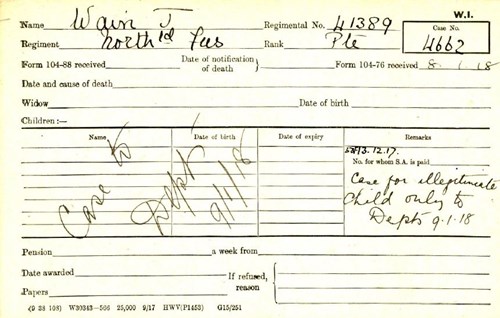 W.I.
Name Wain J Regimental No. 41389 Case No.
Regiment North'd Fus Rank Pte 4662
Form 104-88 received Date of notification of death Form 104-76 received 8.1.18
Date and cause of death
Widow Date of birth
Children:—
Name Date of birth Date of expiry Remarks
3.12.17.
No. for whom S.A. is paid
Case to Dept 9/1/18
Case for illegitimate
Child only to
Depts 9.1.18
Pension a week from
Date awarded If refused, reason
Papers
(9 38 108) W30343—566 25,000 9/17 HWV(P1453) G15/251